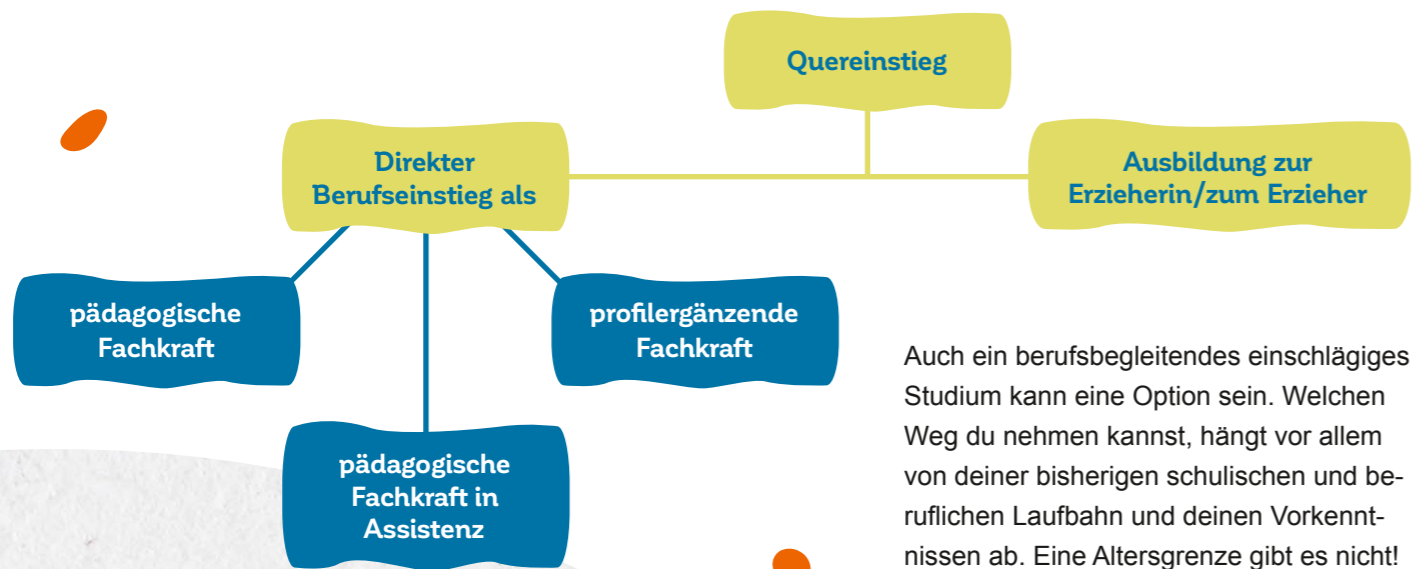 Quereinstieg
Direkter
Berufseinstieg als
Ausbildung zur
Erzieherin/zum Erzieher
pädagogische
Fachkraft
profilergänzende
Fachkraft
pädagogische
Fachkraft in
Assistenz
Auch ein berufsbegleitendes einschlägiges
Studium kann eine Option sein. Welchen
Weg du nehmen kannst, hängt vor allem
von deiner bisherigen schulischen und be-
ruflichen Laufbahn und deinen Vorkennt-
nissen ab. Eine Altersgrenze gibt es nicht!